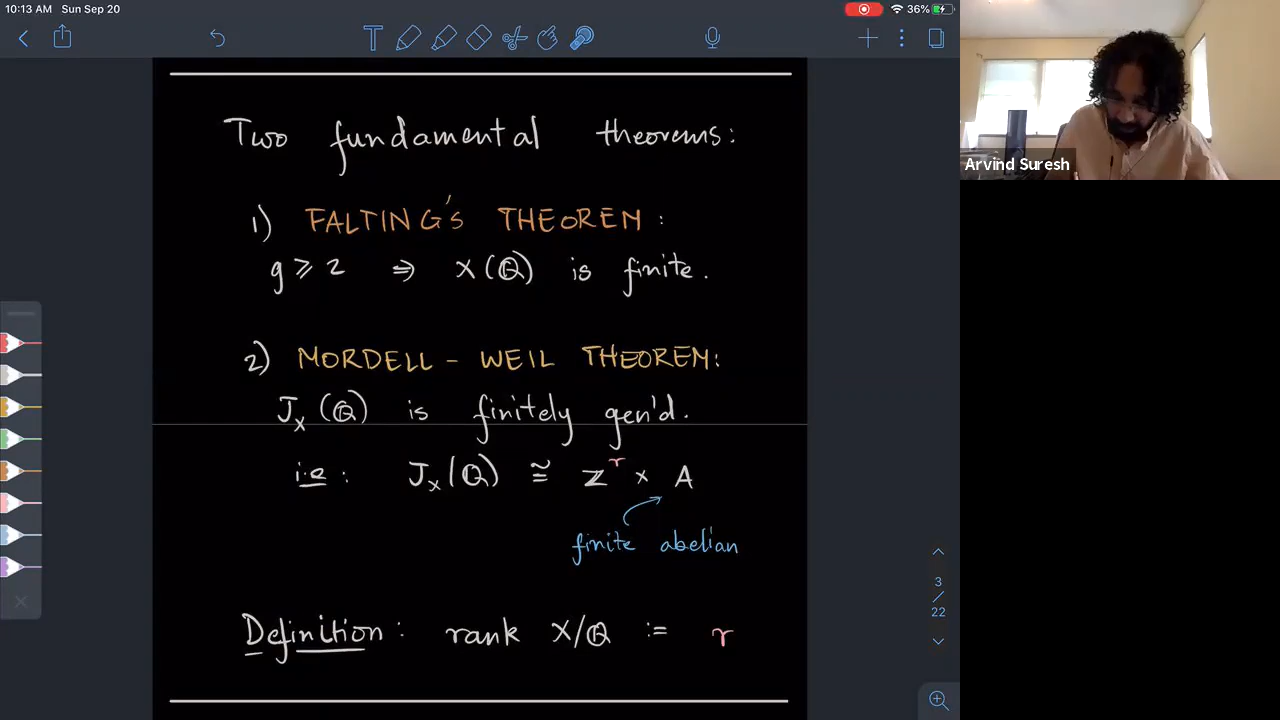 10:13 AM Sun Sep 20
36%
Two fundamental theorems:
1) FALTING'S THEOREM:
g ≥ 2 ⇒ X(ℚ) is finite.
2) MORDELL - WEIL THEOREM:
J_X(ℚ) is finitely gen'd.
i.e: J_X(ℚ) ≅ ℤ^r × A
finite abelian
Definition: rank X/ℚ := r
3
/
22
Arvind Suresh